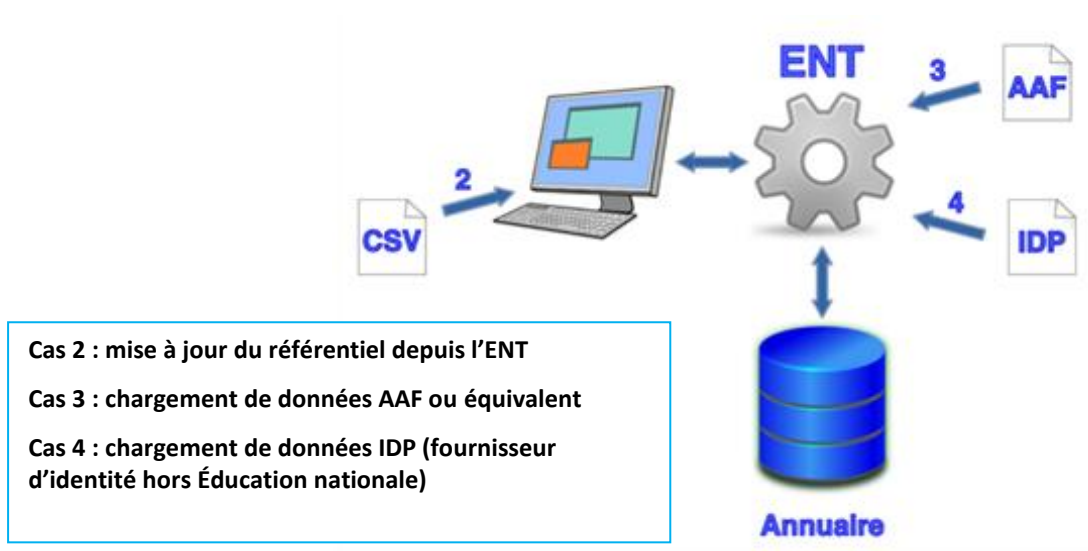 ENT
3
AAF
2
CSV
4
IDP
Cas 2 : mise à jour du référentiel depuis l’ENT
Cas 3 : chargement de données AAF ou équivalent
Cas 4 : chargement de données IDP (fournisseur
d’identité hors Éducation nationale)
Annuaire